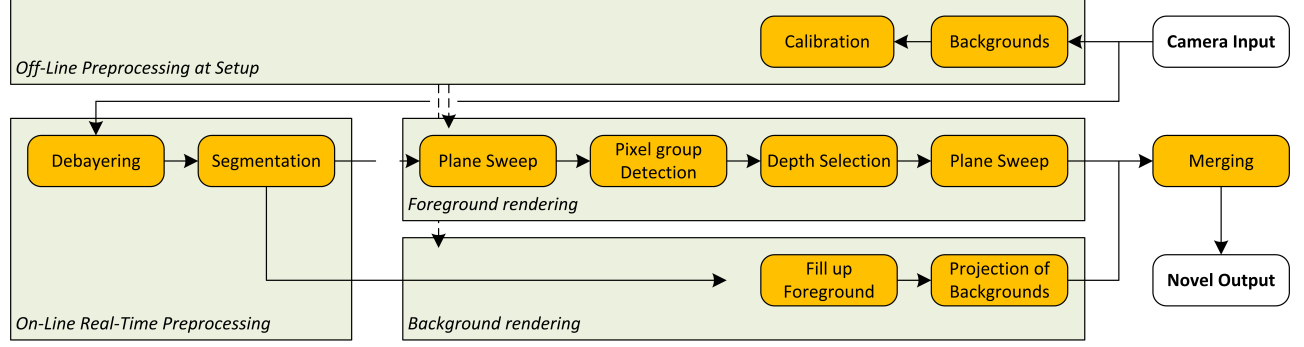 Calibration
Backgrounds
Camera Input
Off-Line Preprocessing at Setup
Debayering
Segmentation
Plane Sweep
Pixel group
Detection
Depth Selection
Plane Sweep
Merging
Foreground rendering
Fill up
Foreground
Projection of
Backgrounds
Novel Output
On-Line Real-Time Preprocessing
Background rendering